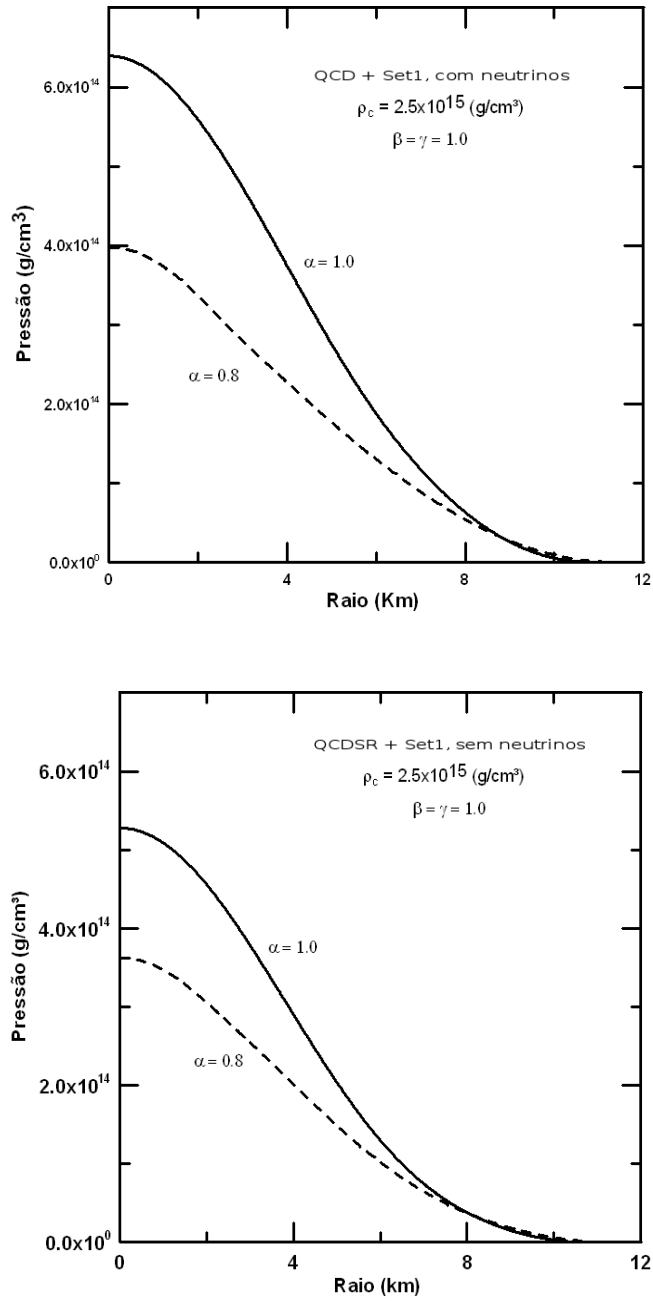 QCD + Set1, com neutrinos
ρc = 2.5x10¹⁵ (g/cm³)
β = γ = 1.0
6.0x10¹⁴
4.0x10¹⁴
2.0x10¹⁴
0.0x10⁰
Pressão (g/cm³)
α = 1.0
α = 0.8
0 4 8 12
Raio (Km)
QCDSR + Set1, sem neutrinos
ρc = 2.5x10¹⁵ (g/cm³)
β = γ = 1.0
6.0x10¹⁴
4.0x10¹⁴
2.0x10¹⁴
0.0x10⁰
Pressão (g/cm³)
α = 1.0
α = 0.8
0 4 8 12
Raio (km)